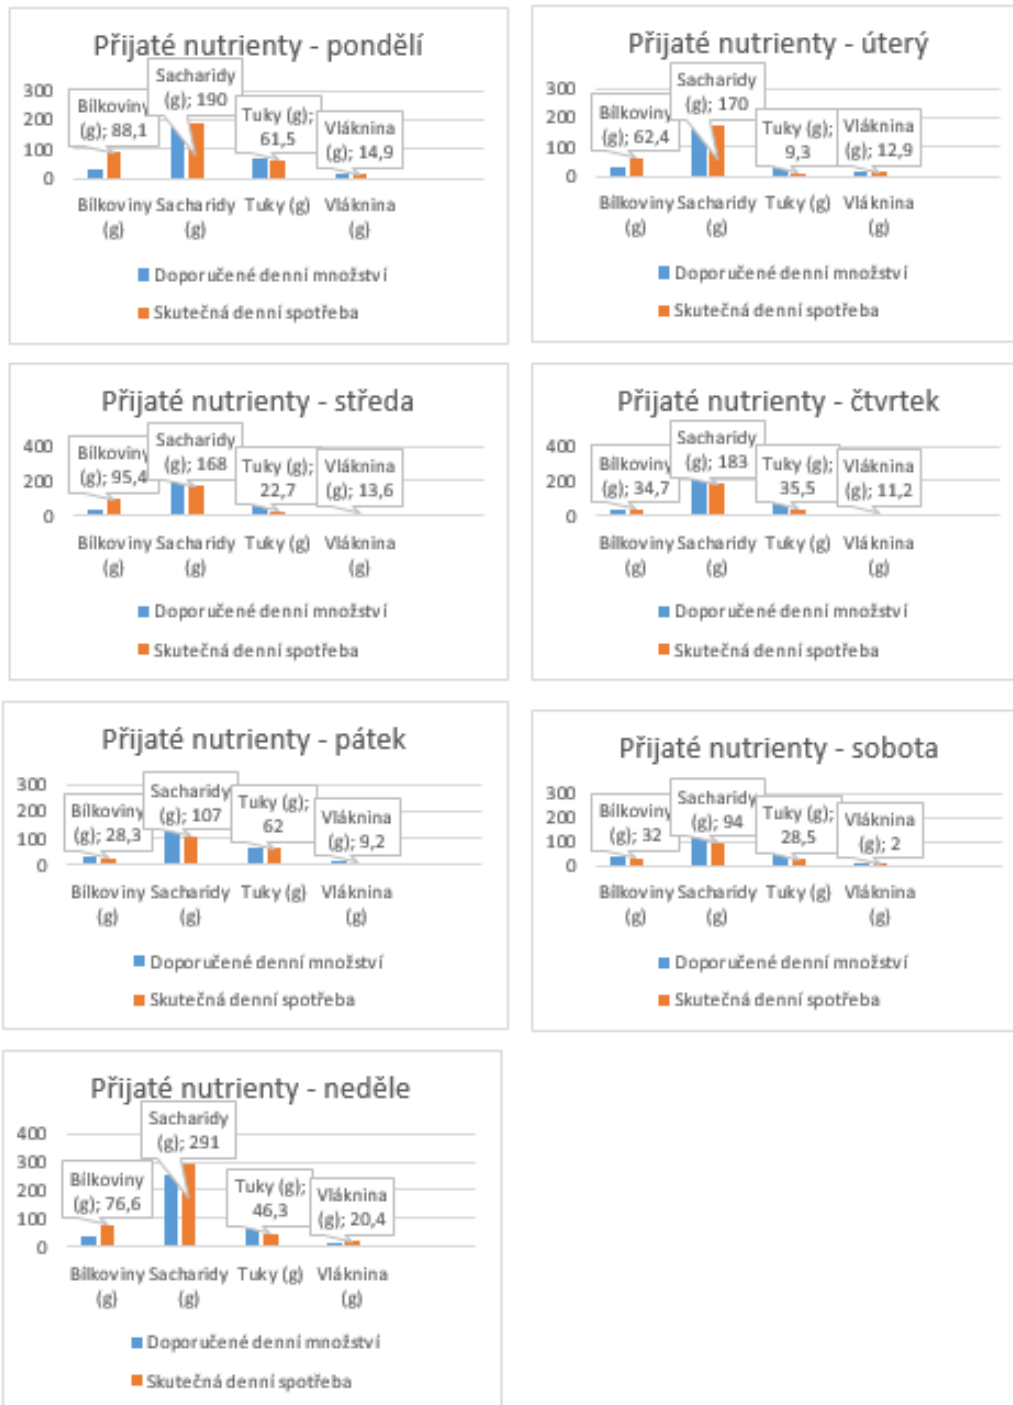 Přijaté nutrienty - pondělí
Sacharidy
(g); 190
Bílkoviny
(g); 88,1
Tuky (g);
61,5
Vláknina
(g); 14,9
300
200
100
0
Bílkoviny Sacharidy Tuky (g) Vláknina
(g) (g) (g)
Doporučené denní množství
Skutečná denní spotřeba
Přijaté nutrienty - úterý
Sacharidy
(g); 170
Bílkoviny
(g); 62,4
Tuky (g);
9,3
Vláknina
(g); 12,9
300
200
100
0
Bílkoviny Sacharidy Tuky (g) Vláknina
(g) (g) (g)
Doporučené denní množství
Skutečná denní spotřeba
Přijaté nutrienty - středa
Sacharidy
(g); 168
Bílkoviny
(g); 95,4
Tuky (g);
22,7
Vláknina
(g); 13,6
400
200
0
Bílkoviny Sacharidy Tuky (g) Vláknina
(g) (g) (g)
Doporučené denní množství
Skutečná denní spotřeba
Přijaté nutrienty - čtvrtek
Sacharidy
(g); 183
Bílkoviny
(g); 34,7
Tuky (g);
35,5
Vláknina
(g); 11,2
400
200
0
Bílkoviny Sacharidy Tuky (g) Vláknina
(g) (g) (g)
Doporučené denní množství
Skutečná denní spotřeba
Přijaté nutrienty - pátek
Sacharidy
(g); 107
Bílkoviny
(g); 28,3
Tuky (g);
62
Vláknina
(g); 9,2
300
200
100
0
Bílkoviny Sacharidy Tuky (g) Vláknina
(g) (g) (g)
Doporučené denní množství
Skutečná denní spotřeba
Přijaté nutrienty - sobota
Sacharidy
(g); 94
Bílkoviny
(g); 32
Tuky (g);
28,5
Vláknina
(g); 2
300
200
100
0
Bílkoviny Sacharidy Tuky (g) Vláknina
(g) (g) (g)
Doporučené denní množství
Skutečná denní spotřeba
Přijaté nutrienty - neděle
Sacharidy
(g); 291
Bílkoviny
(g); 76,6
Tuky (g);
46,3
Vláknina
(g); 20,4
400
300
200
100
0
Bílkoviny Sacharidy Tuky (g) Vláknina
(g) (g) (g)
Doporučené denní množství
Skutečná denní spotřeba